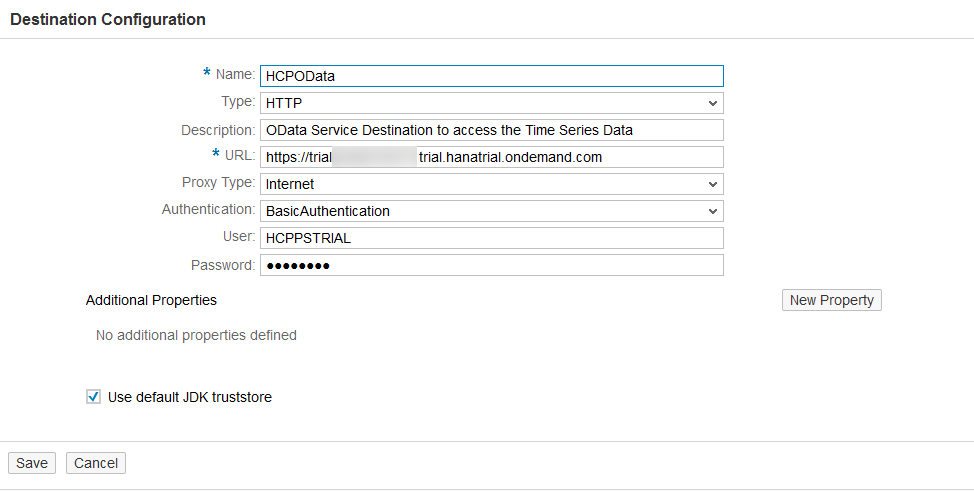 Destination Configuration
* Name: HCPOData
Type: HTTP
Description: OData Service Destination to access the Time Series Data
* URL: https://trial trial.hanatrial.ondemand.com
Proxy Type: Internet
Authentication: BasicAuthentication
User: HCPPSTRIAL
Password: ●●●●●●●●
Additional Properties New Property
No additional properties defined
Use default JDK truststore
Save Cancel